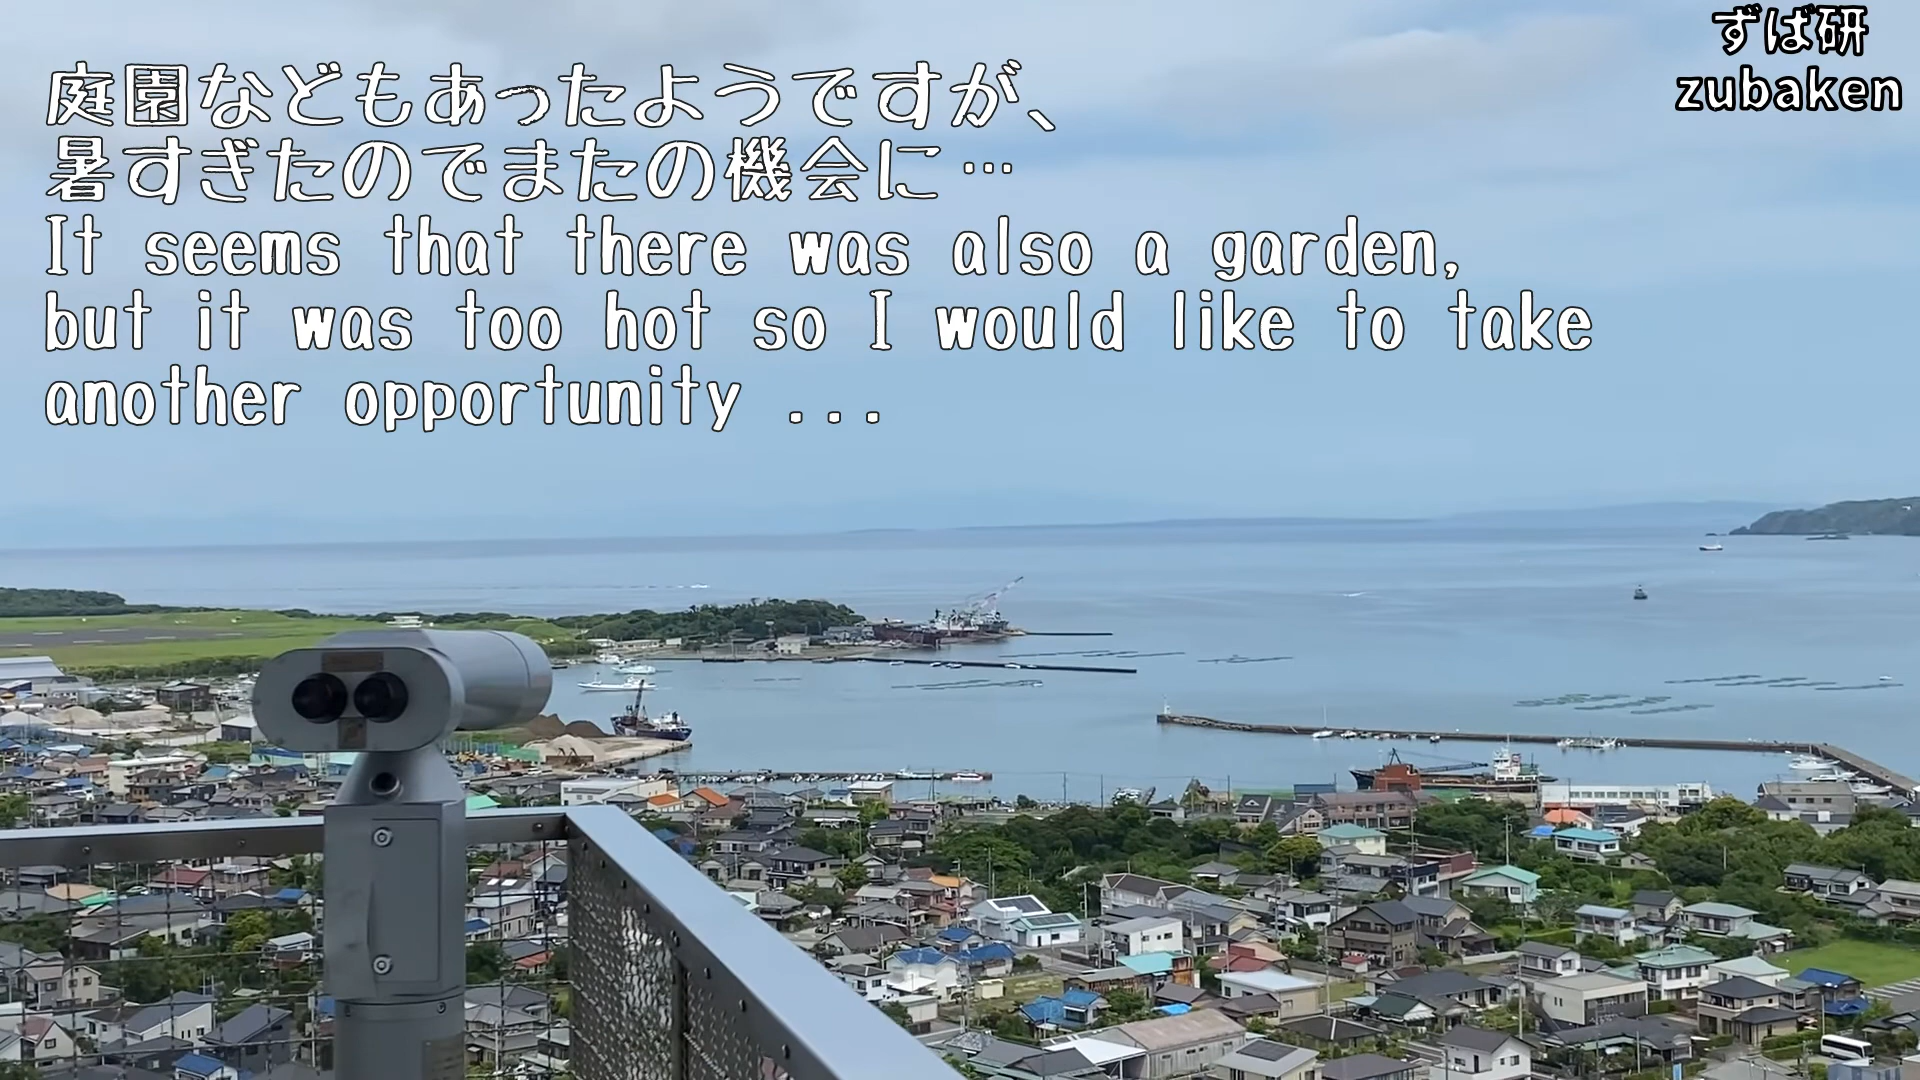 庭園などもあったようですが、
暑すぎたのでまたの機会に…
It seems that there was also a garden,
but it was too hot so I would like to take
another opportunity ...
ずば研
zubaken